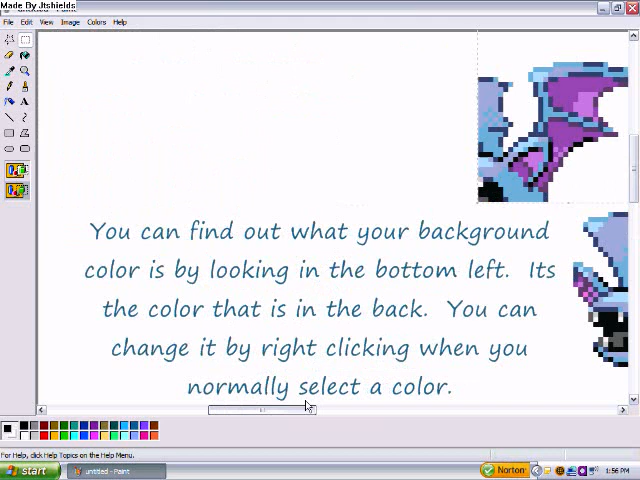 Made By Jtshields
File Edit View Image Colors Help
You can find out what your background
color is by looking in the bottom left. Its
the color that is in the back. You can
change it by right clicking when you
normally select a color.
For Help, click Help Topics on the Help Menu.
start
untitled - Paint
Norton
1:56 PM